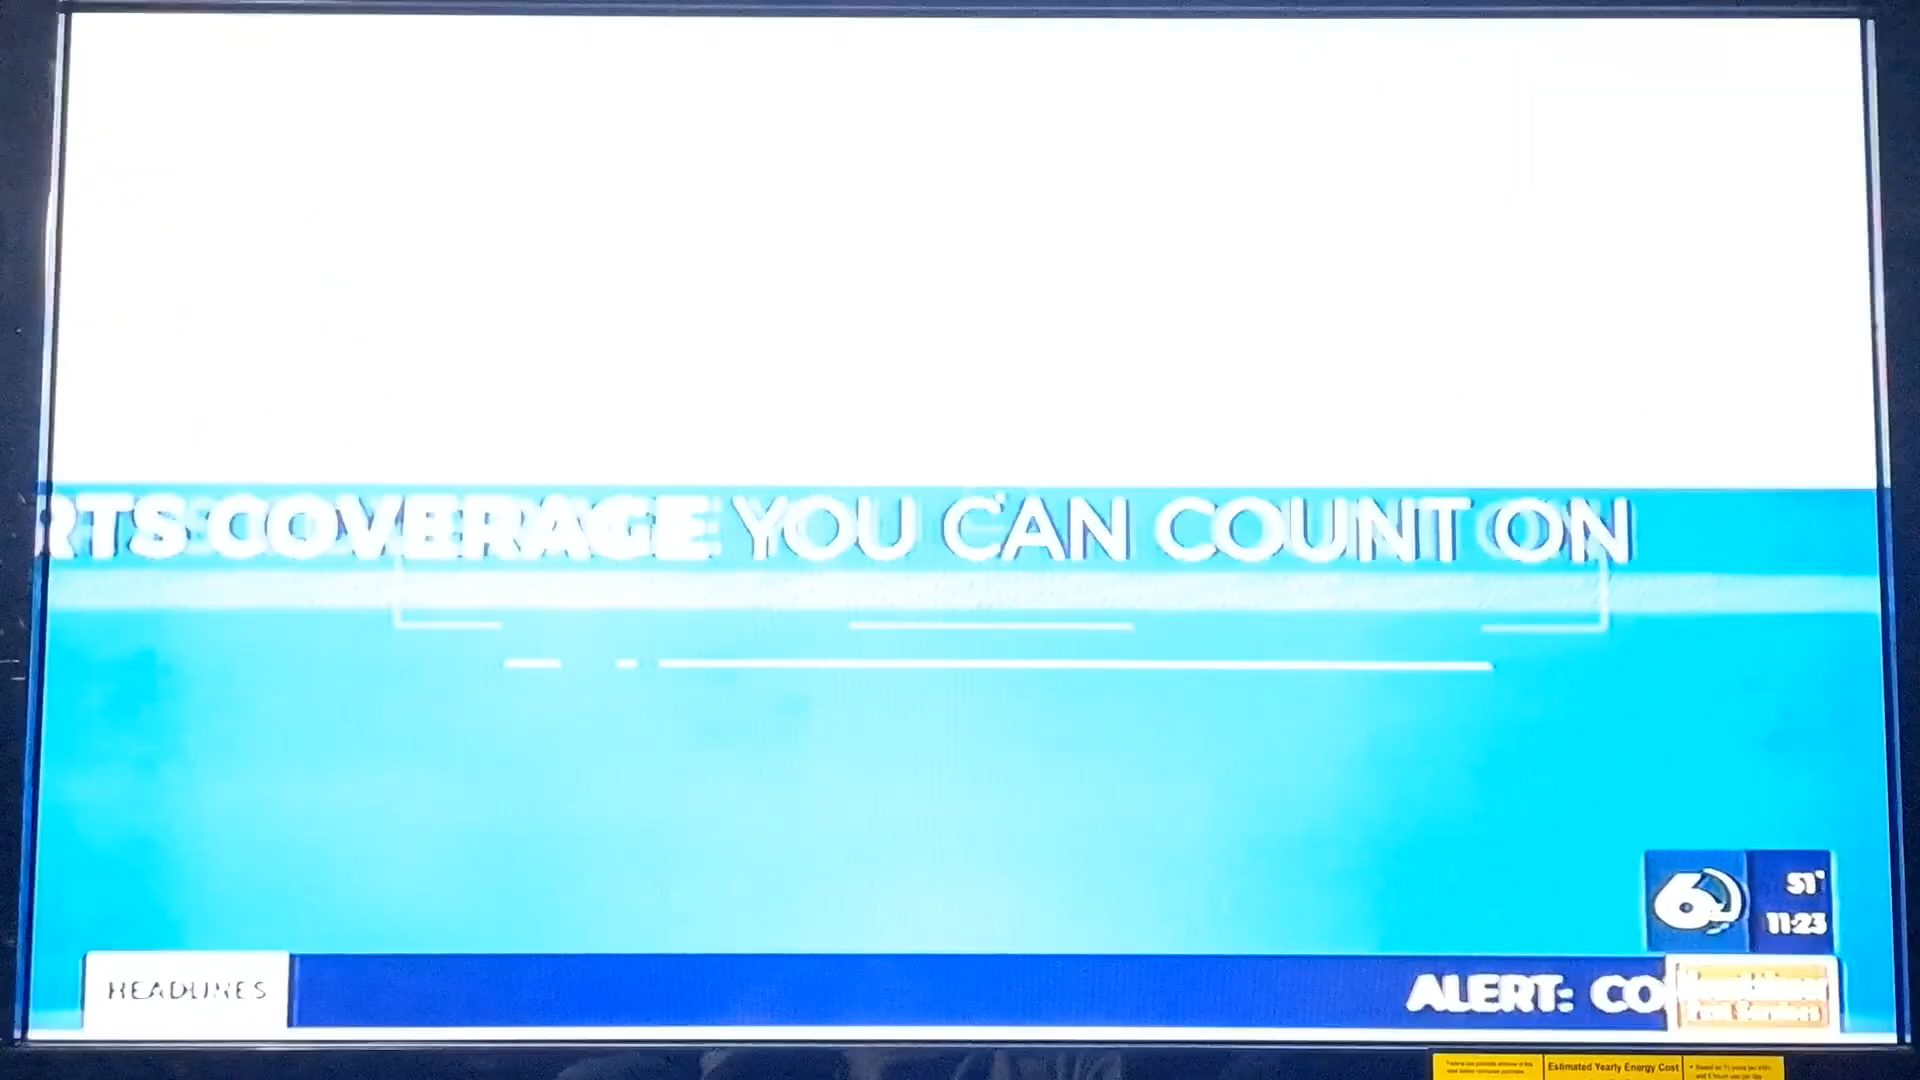 RTS COVERAGE YOU CAN COUNT ON
6
51°
11:23
HEADLINES
ALERT: CO
Estimated Yearly Energy Cost